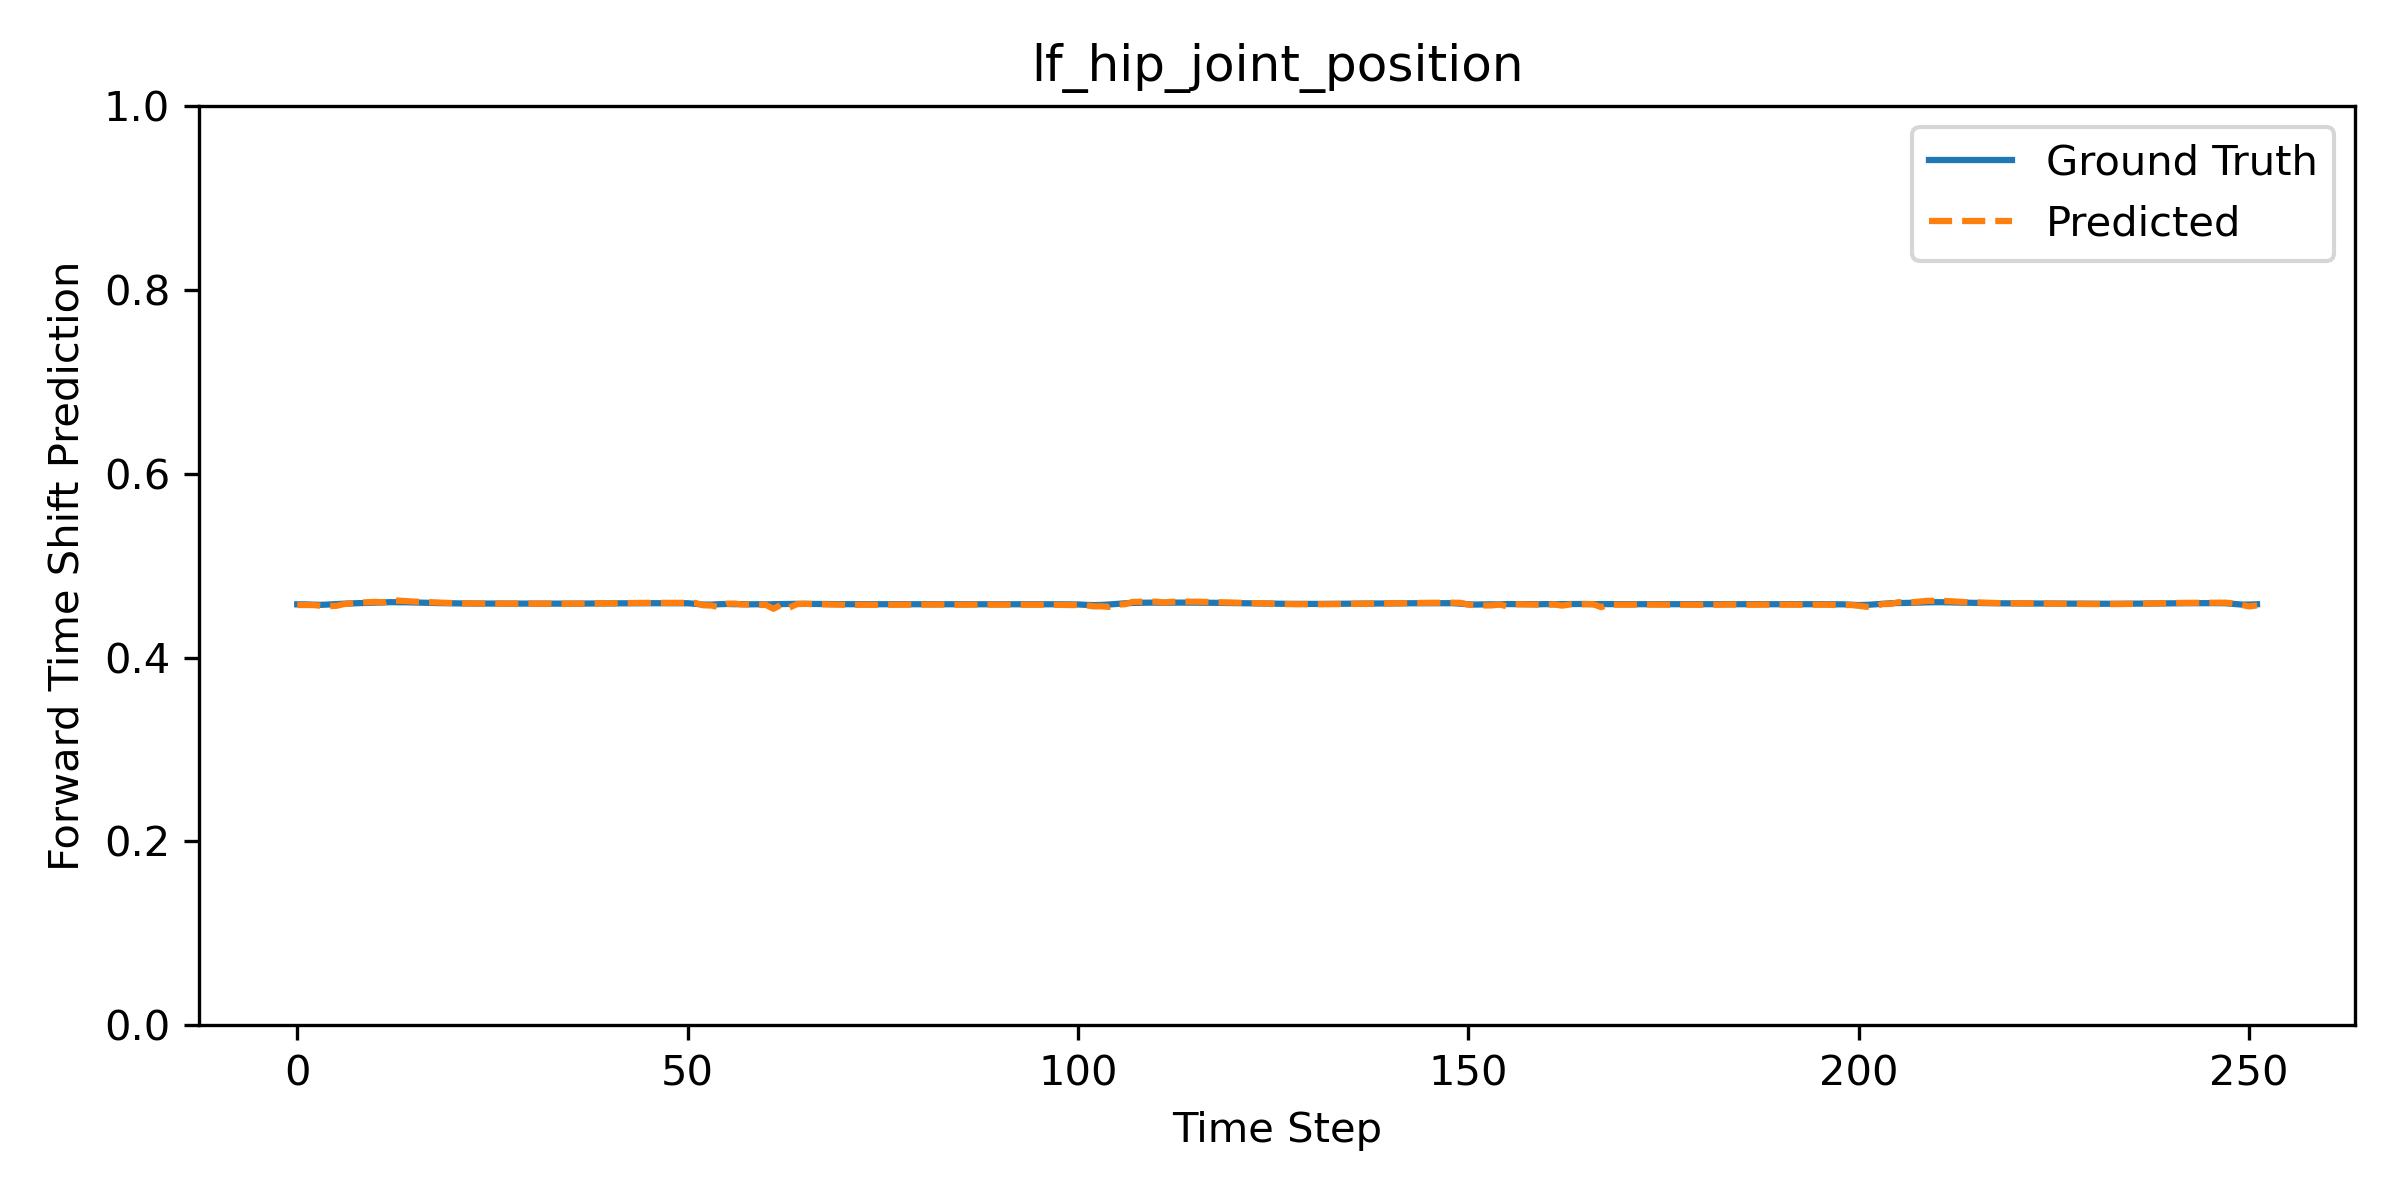 lf_hip_joint_position
1.0
0.8
0.6
0.4
0.2
0.0
Forward Time Shift Prediction
Ground Truth
Predicted
0 50 100 150 200 250
Time Step